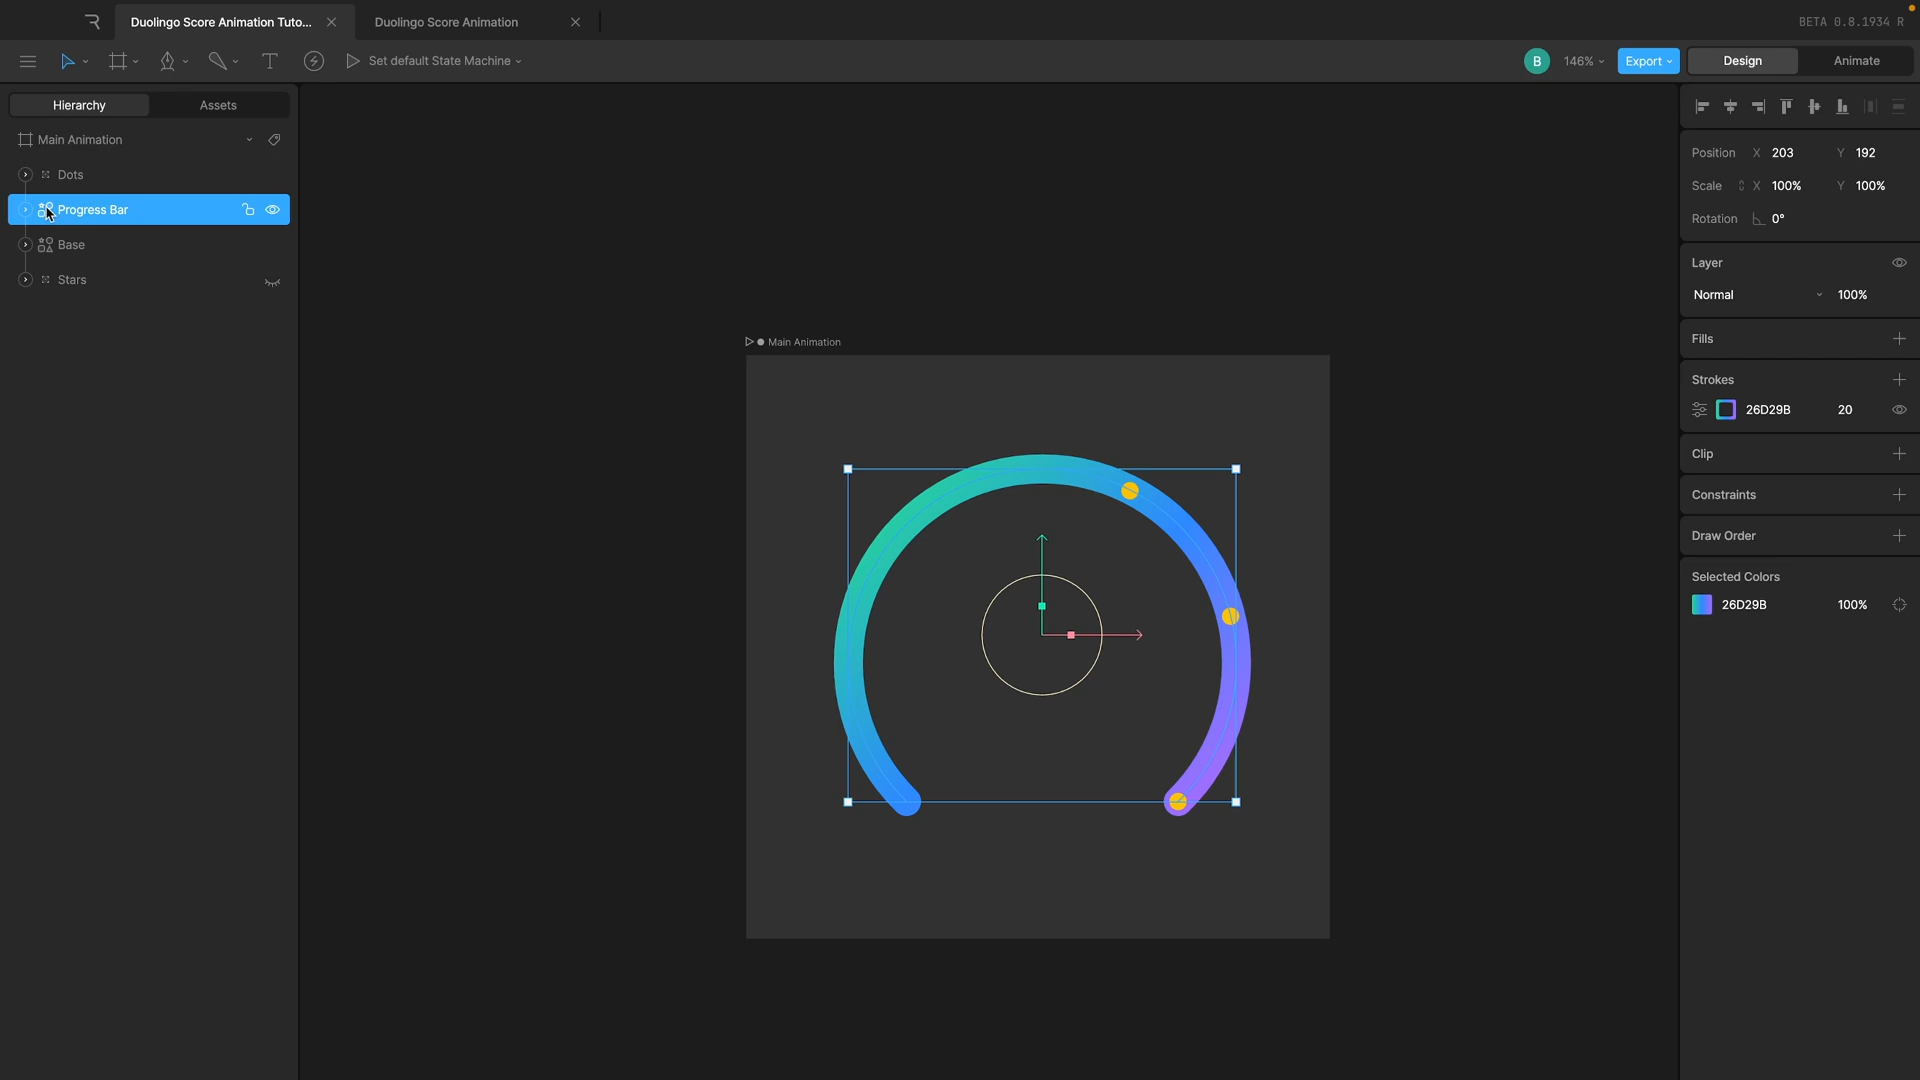 Duolingo Score Animation Tuto...
Duolingo Score Animation
BETA 0.8.1934 R
Set default State Machine
B
146%
Export
Design
Animate
Hierarchy
Assets
Main Animation
Dots
Progress Bar
Base
Stars
Main Animation
Position X 203 Y 192
Scale X 100% Y 100%
Rotation 0°
Layer
Normal 100%
Fills
Strokes
26D29B 20
Clip
Constraints
Draw Order
Selected Colors
26D29B 100%